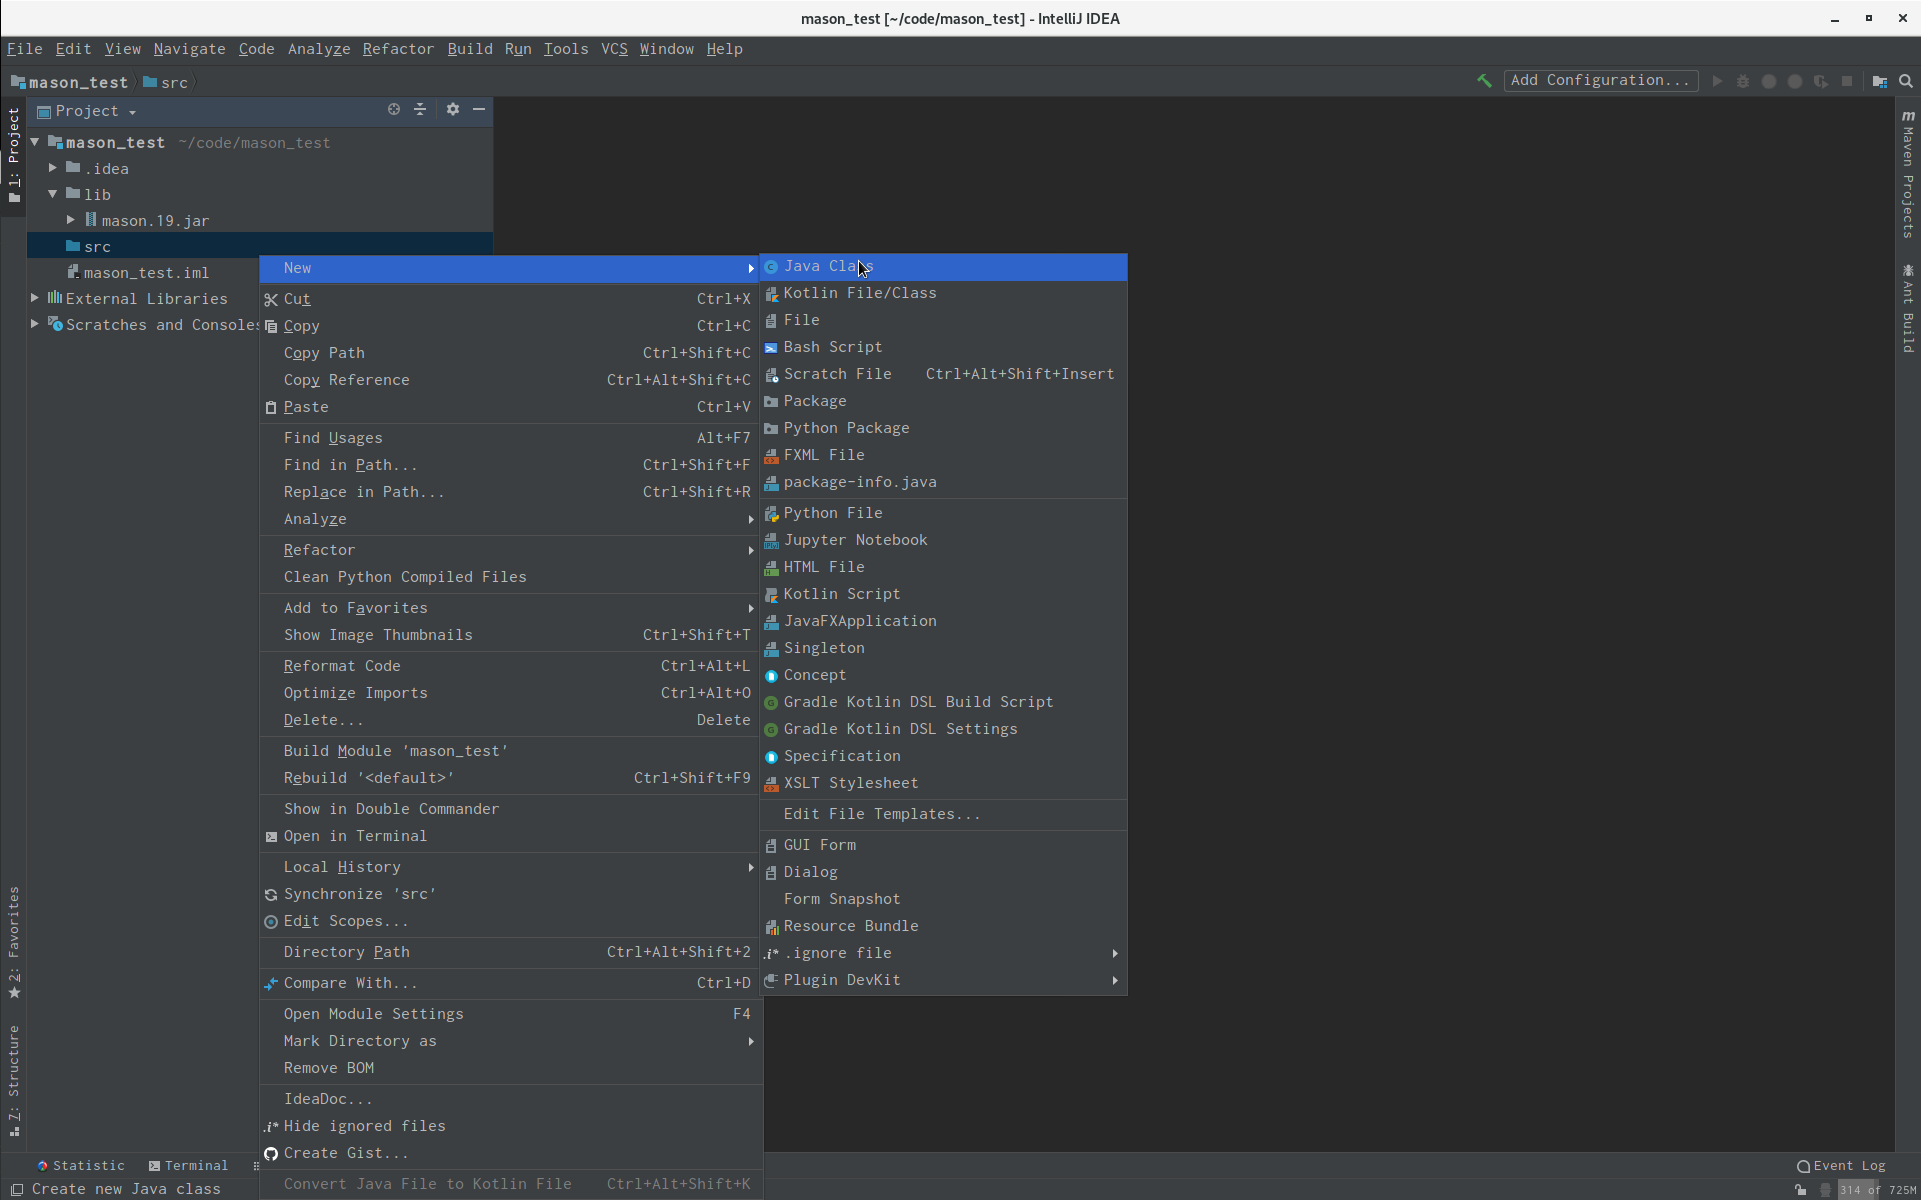 mason_test [~/code/mason_test] - IntelliJ IDEA
File Edit View Navigate Code Analyze Refactor Build Run Tools VCS Window Help
mason_test src
Add Configuration...
1: Project
Project
mason_test ~/code/mason_test
.idea
lib
mason.19.jar
src
mason_test.iml
External Libraries
Scratches and Consoles
New
Cut Ctrl+X
Copy Ctrl+C
Copy Path Ctrl+Shift+C
Copy Reference Ctrl+Alt+Shift+C
Paste Ctrl+V
Find Usages Alt+F7
Find in Path... Ctrl+Shift+F
Replace in Path... Ctrl+Shift+R
Analyze
Refactor
Clean Python Compiled Files
Add to Favorites
Show Image Thumbnails Ctrl+Shift+T
Reformat Code Ctrl+Alt+L
Optimize Imports Ctrl+Alt+O
Delete... Delete
Build Module 'mason_test'
Rebuild '<default>' Ctrl+Shift+F9
Show in Double Commander
Open in Terminal
Local History
Synchronize 'src'
Edit Scopes...
Directory Path Ctrl+Alt+Shift+2
Compare With... Ctrl+D
Open Module Settings F4
Mark Directory as
Remove BOM
IdeaDoc...
Hide ignored files
Create Gist...
Convert Java File to Kotlin File Ctrl+Alt+Shift+K
Java Class
Kotlin File/Class
File
Bash Script
Scratch File Ctrl+Alt+Shift+Insert
Package
Python Package
FXML File
package-info.java
Python File
Jupyter Notebook
HTML File
Kotlin Script
JavaFXApplication
Singleton
Concept
Gradle Kotlin DSL Build Script
Gradle Kotlin DSL Settings
Specification
XSLT Stylesheet
Edit File Templates...
GUI Form
Dialog
Form Snapshot
Resource Bundle
.ignore file
Plugin DevKit
Maven Projects
Ant Build
2: Favorites
7: Structure
Statistic Terminal
Event Log
Create new Java class
314 of 725M